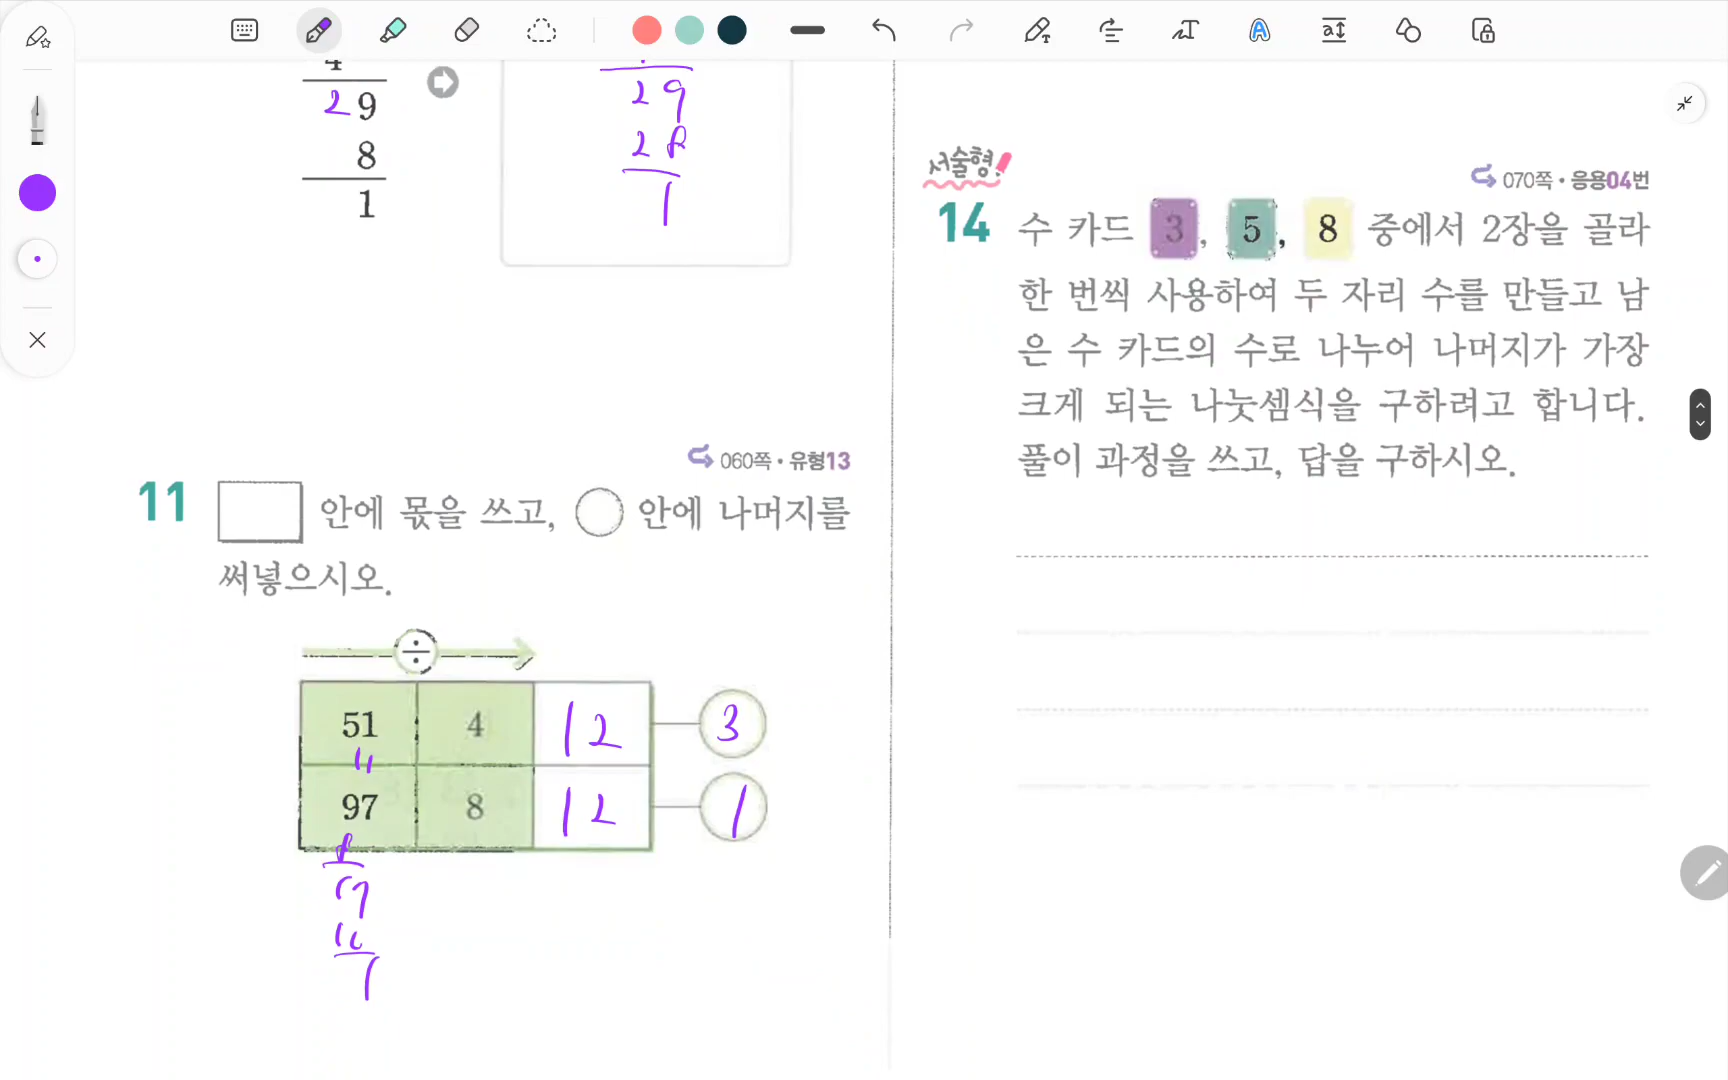 4
29
8
1
29
28
1
060쪽 • 유형13
11 안에 몫을 쓰고, 안에 나머지를
써넣으시오.
÷
51 4 12 3
11
97 8 12 1
8
17
16
1
서술형!
070쪽 • 응용04번
14 수 카드 3, 5, 8 중에서 2장을 골라
한 번씩 사용하여 두 자리 수를 만들고 남
은 수 카드의 수로 나누어 나머지가 가장
크게 되는 나눗셈식을 구하려고 합니다.
풀이 과정을 쓰고, 답을 구하시오.